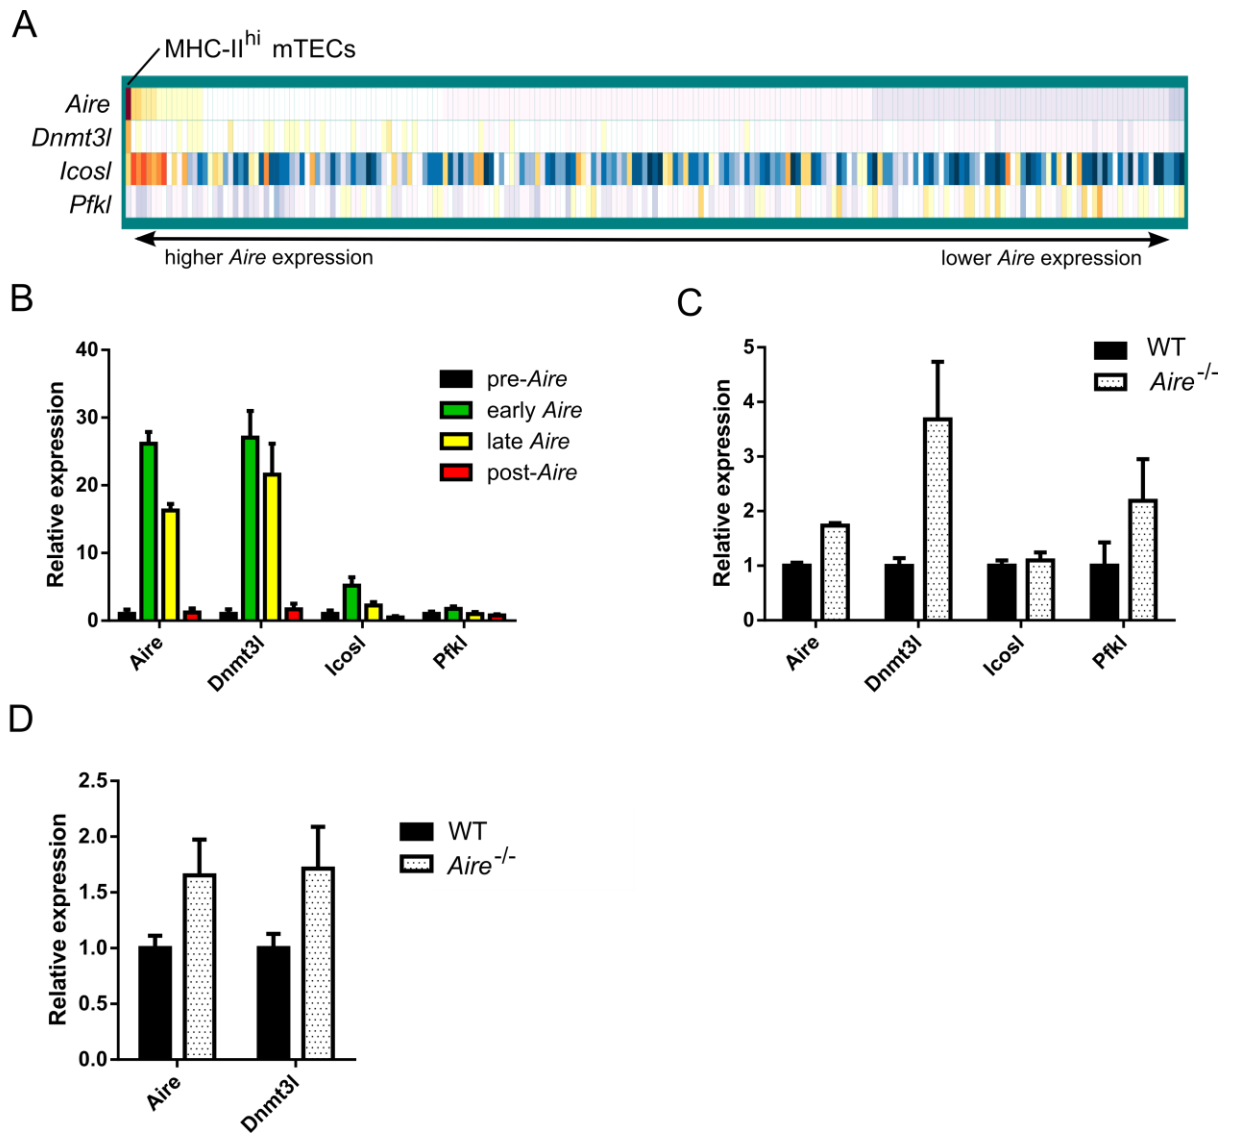 A
MHC-IIhi mTECs
Aire
Dnmt3l
Icosl
Pfkl
higher Aire expression
lower Aire expression
B
Relative expression
40
30
20
10
0
Aire
Dnmt3l
Icosl
Pfkl
pre-Aire
early Aire
late Aire
post-Aire
C
Relative expression
5
4
3
2
1
0
Aire
Dnmt3l
Icosl
Pfkl
WT
Aire-/-
D
Relative expression
2.5
2.0
1.5
1.0
0.5
0.0
Aire
Dnmt3l
WT
Aire-/-